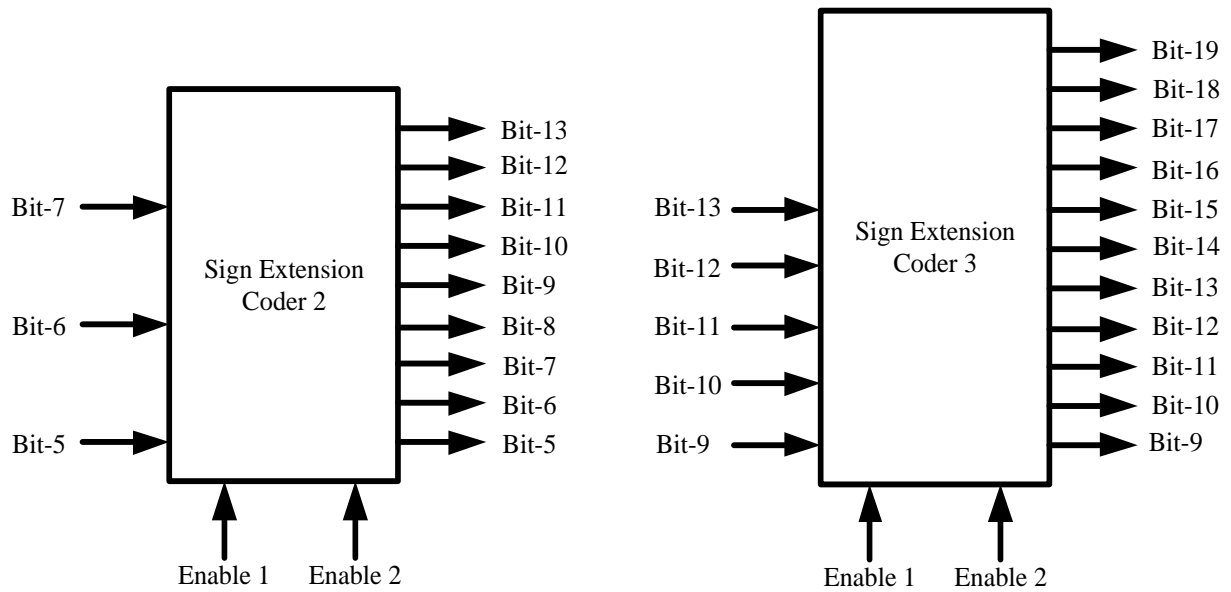 Bit-7
Bit-6
Bit-5
Sign Extension
Coder 2
Bit-13
Bit-12
Bit-11
Bit-10
Bit-9
Bit-8
Bit-7
Bit-6
Bit-5
Enable 1
Enable 2
Bit-13
Bit-12
Bit-11
Bit-10
Bit-9
Sign Extension
Coder 3
Bit-19
Bit-18
Bit-17
Bit-16
Bit-15
Bit-14
Bit-13
Bit-12
Bit-11
Bit-10
Bit-9
Enable 1
Enable 2